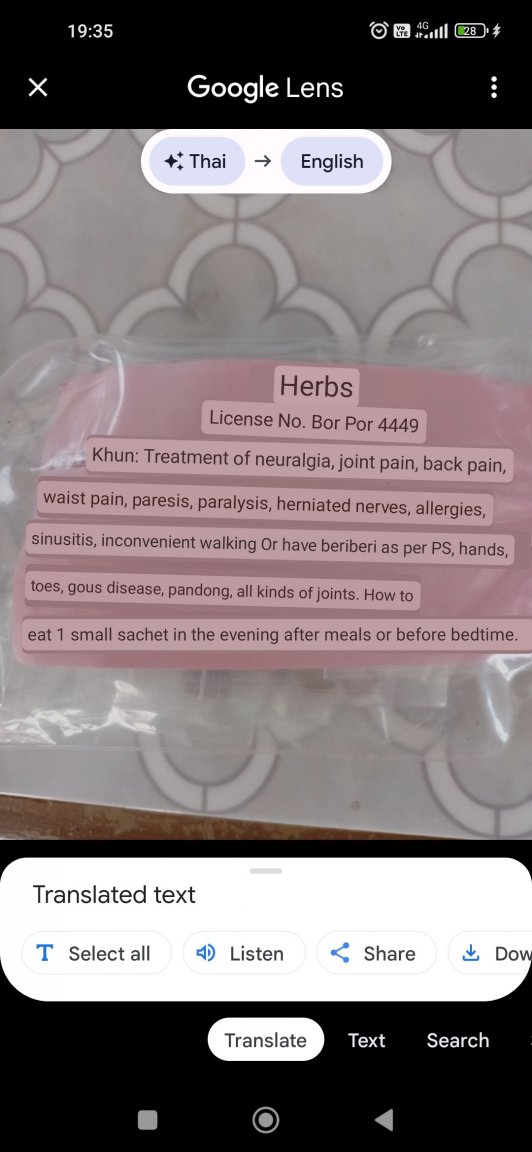 19:35
Vo LTE 4G 28
Google Lens
Thai → English
Herbs
License No. Bor Por 4449
Khun: Treatment of neuralgia, joint pain, back pain,
waist pain, paresis, paralysis, herniated nerves, allergies,
sinusitis, inconvenient walking Or have beriberi as per PS, hands,
toes, gous disease, pandong, all kinds of joints. How to
eat 1 small sachet in the evening after meals or before bedtime.
Translated text
Select all Listen Share Dow
Translate Text Search